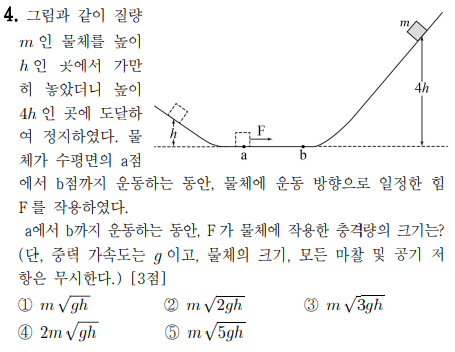 4. 그림과 같이 질량
m 인 물체를 높이
h 인 곳에서 가만
히 놓았더니 높이
4h 인 곳에 도달하
여 정지하였다. 물
체가 수평면의 a점
m
4h
h
F
a
b
에서 b점까지 운동하는 동안, 물체에 운동 방향으로 일정한 힘
F 를 작용하였다.
a에서 b까지 운동하는 동안, F 가 물체에 작용한 충격량의 크기는?
(단, 중력 가속도는 g 이고, 물체의 크기, 모든 마찰 및 공기 저
항은 무시한다.) [3점]
① m√gh ② m√2gh ③ m√3gh
④ 2m√gh ⑤ m√5gh